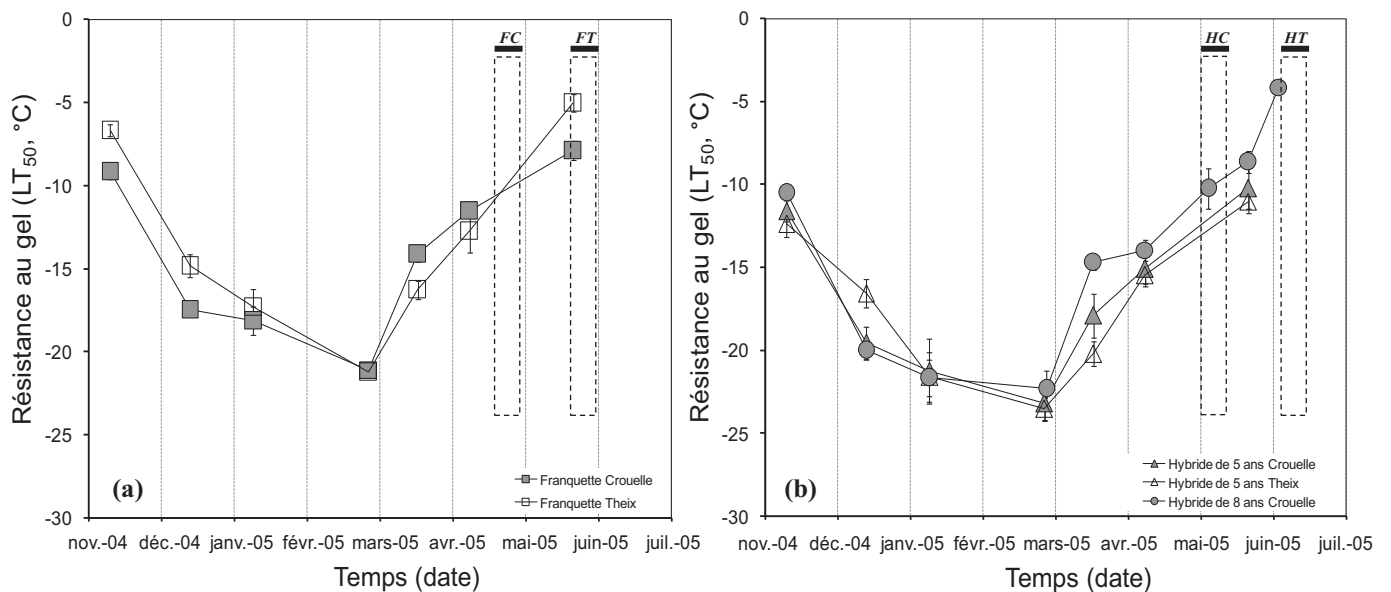 0
-5
-10
-15
-20
-25
-30
Résistance au gel (LT50, °C)
FC
FT
(a)
Franquette Crouelle
Franquette Theix
nov.-04 déc.-04 janv.-05 févr.-05 mars-05 avr.-05 mai-05 juin-05 juil.-05
Temps (date)
0
-5
-10
-15
-20
-25
-30
Résistance au gel (LT50, °C)
HC
HT
(b)
Hybride de 5 ans Crouelle
Hybride de 5 ans Theix
Hybride de 8 ans Crouelle
nov.-04 déc.-04 janv.-05 févr.-05 mars-05 avr.-05 mai-05 juin-05 juil.-05
Temps (date)